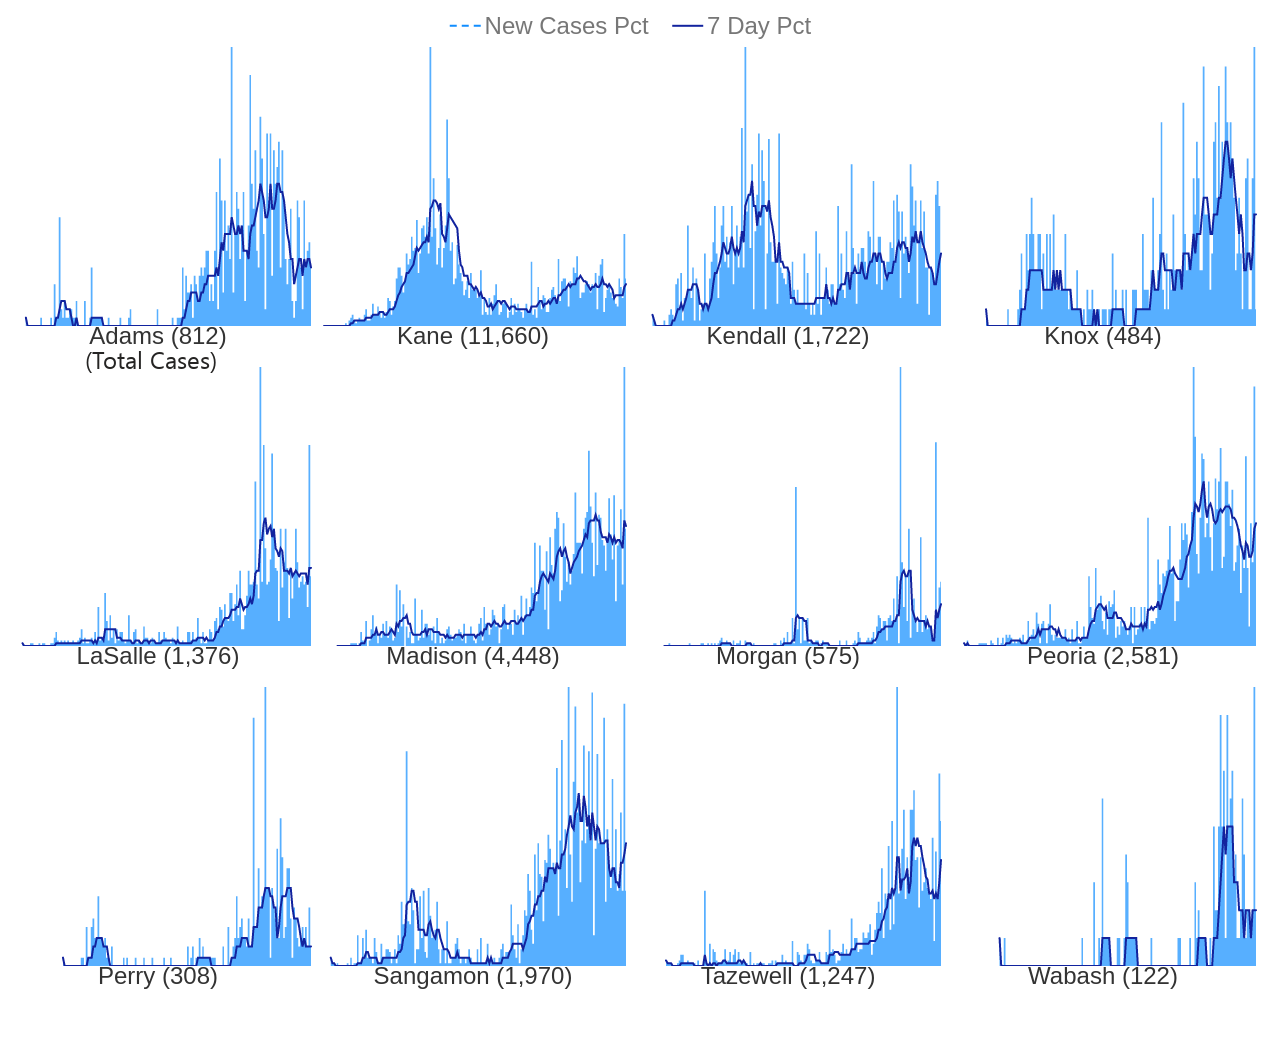 New Cases Pct 7 Day Pct
Adams (812) Kane (11,660) Kendall (1,722) Knox (484)
(Total Cases)
LaSalle (1,376) Madison (4,448) Morgan (575) Peoria (2,581)
Perry (308) Sangamon (1,970) Tazewell (1,247) Wabash (122)